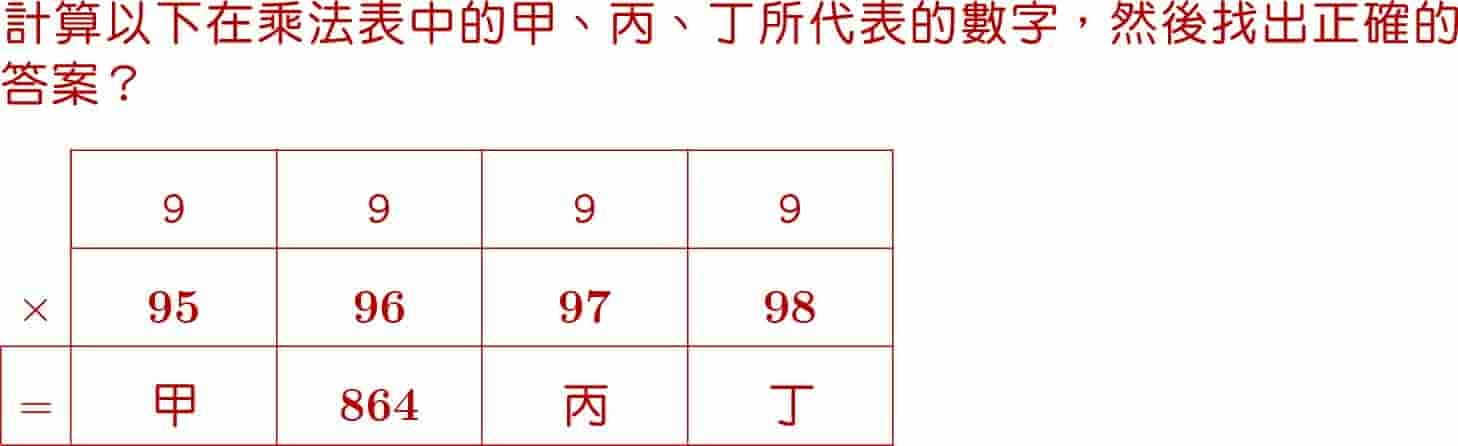 計算以下在乘法表中的甲、丙、丁所代表的數字，然後找出正確的
答案？
9 9 9 9
× 95 96 97 98
= 甲 864 丙 丁